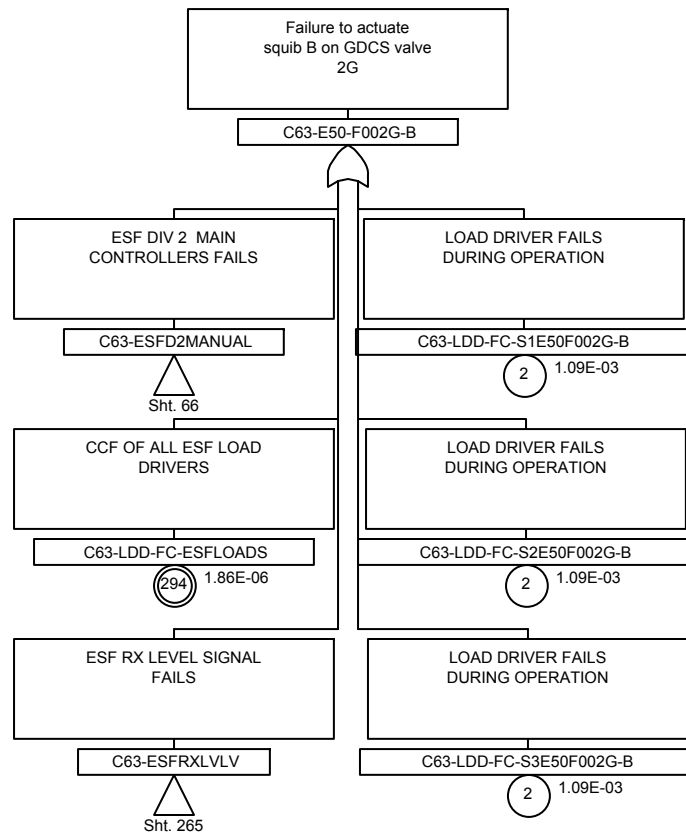 Failure to actuate
squib B on GDCS valve
2G
C63-E50-F002G-B
ESF DIV 2 MAIN
CONTROLLERS FAILS
C63-ESFD2MANUAL
Sht. 66
LOAD DRIVER FAILS
DURING OPERATION
C63-LDD-FC-S1E50F002G-B
2
1.09E-03
CCF OF ALL ESF LOAD
DRIVERS
C63-LDD-FC-ESFLOADS
294
1.86E-06
LOAD DRIVER FAILS
DURING OPERATION
C63-LDD-FC-S2E50F002G-B
2
1.09E-03
ESF RX LEVEL SIGNAL
FAILS
C63-ESFRXLVLV
Sht. 265
LOAD DRIVER FAILS
DURING OPERATION
C63-LDD-FC-S3E50F002G-B
2
1.09E-03